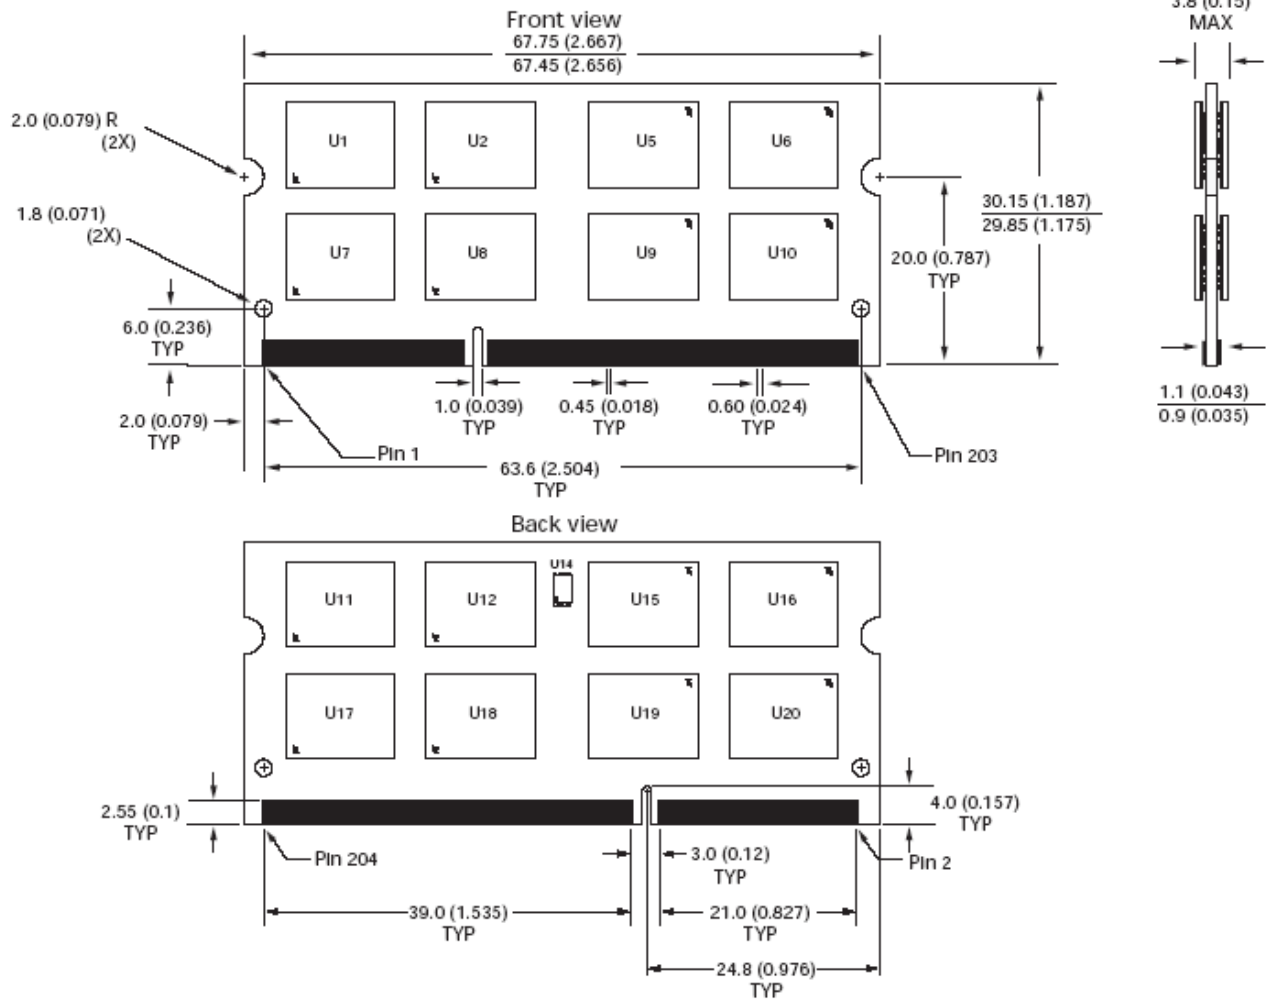 Front view
67.75 (2.667)
67.45 (2.656)
3.8 (0.15)
MAX
2.0 (0.079) R
(2X)
U1
U2
U5
U6
1.8 (0.071)
(2X)
U7
U8
U9
U10
30.15 (1.187)
29.85 (1.175)
20.0 (0.787)
TYP
6.0 (0.236)
TYP
2.0 (0.079)
TYP
1.0 (0.039)
TYP
0.45 (0.018)
TYP
0.60 (0.024)
TYP
1.1 (0.043)
0.9 (0.035)
Pin 1
63.6 (2.504)
TYP
Pin 203
Back view
U11
U12
U14
U15
U16
U17
U18
U19
U20
2.55 (0.1)
TYP
4.0 (0.157)
TYP
Pin 204
3.0 (0.12)
TYP
Pin 2
39.0 (1.535)
TYP
21.0 (0.827)
TYP
24.8 (0.976)
TYP